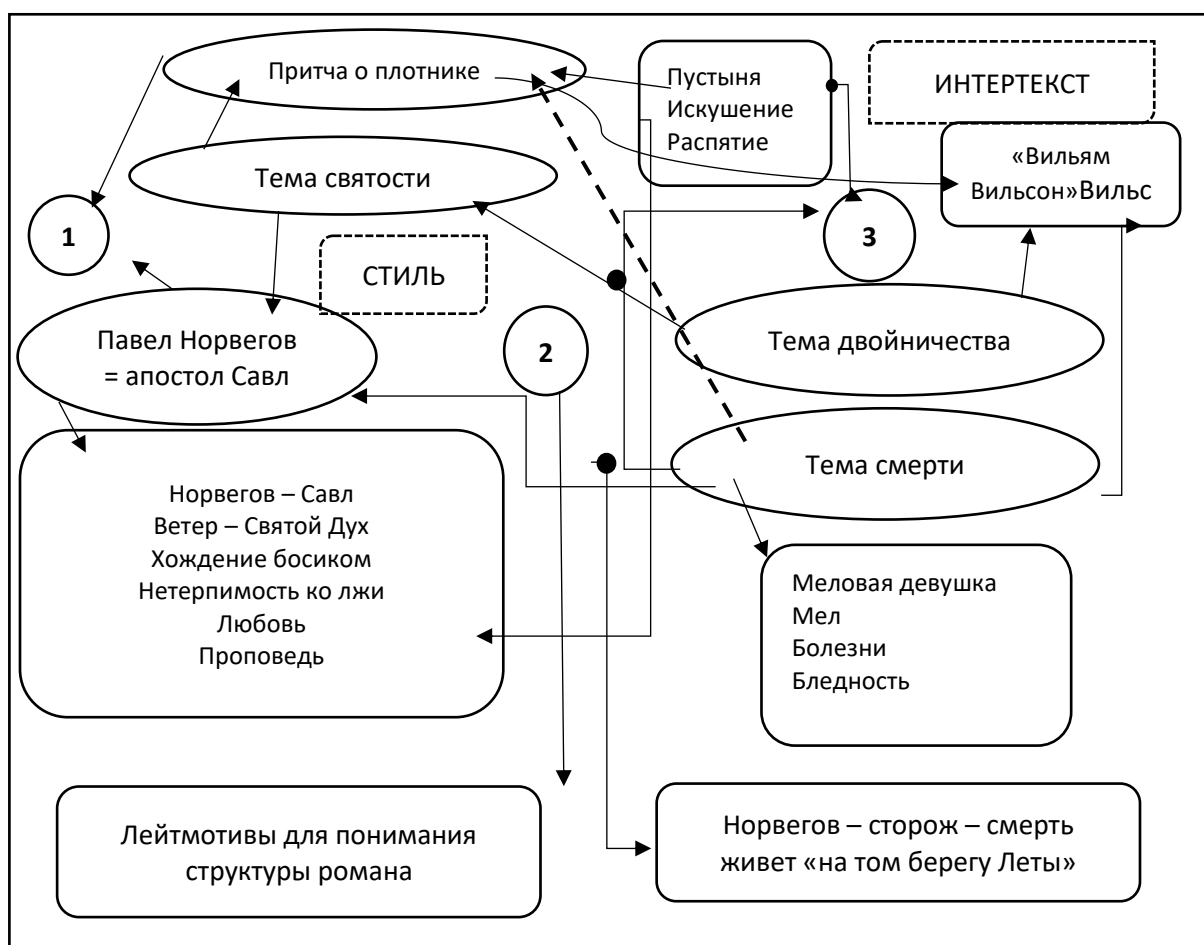 Притча о плотнике
Пустыня
Искушение
Распятие
ИНТЕРТЕКСТ
«Вильям
Вильсон»Вильс
Тема святости
1
3
СТИЛЬ
Павел Норвегов
= апостол Савл
2
Тема двойничества
Тема смерти
Норвегов – Савл
Ветер – Святой Дух
Хождение босиком
Нетерпимость ко лжи
Любовь
Проповедь
Меловая девушка
Мел
Болезни
Бледность
Лейтмотивы для понимания
структуры романа
Норвегов – сторож – смерть
живет «на том берегу Леты»